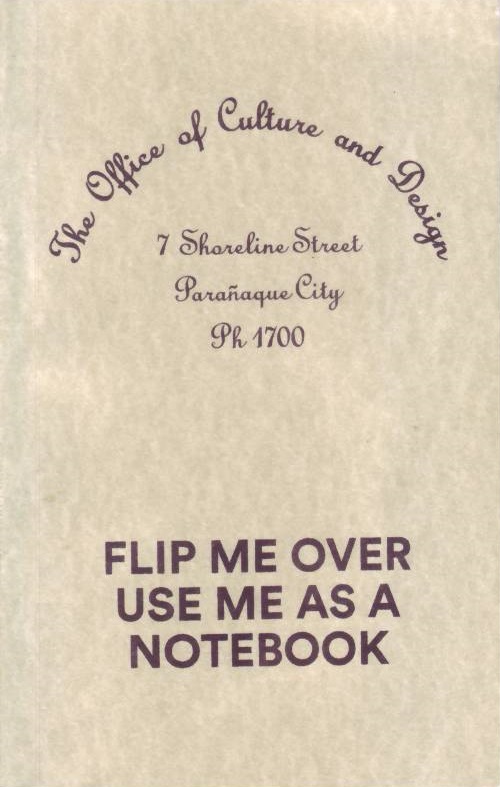 The Office of Culture and Design
7 Shoreline Street
Parañaque City
Ph 1700
FLIP ME OVER
USE ME AS A
NOTEBOOK